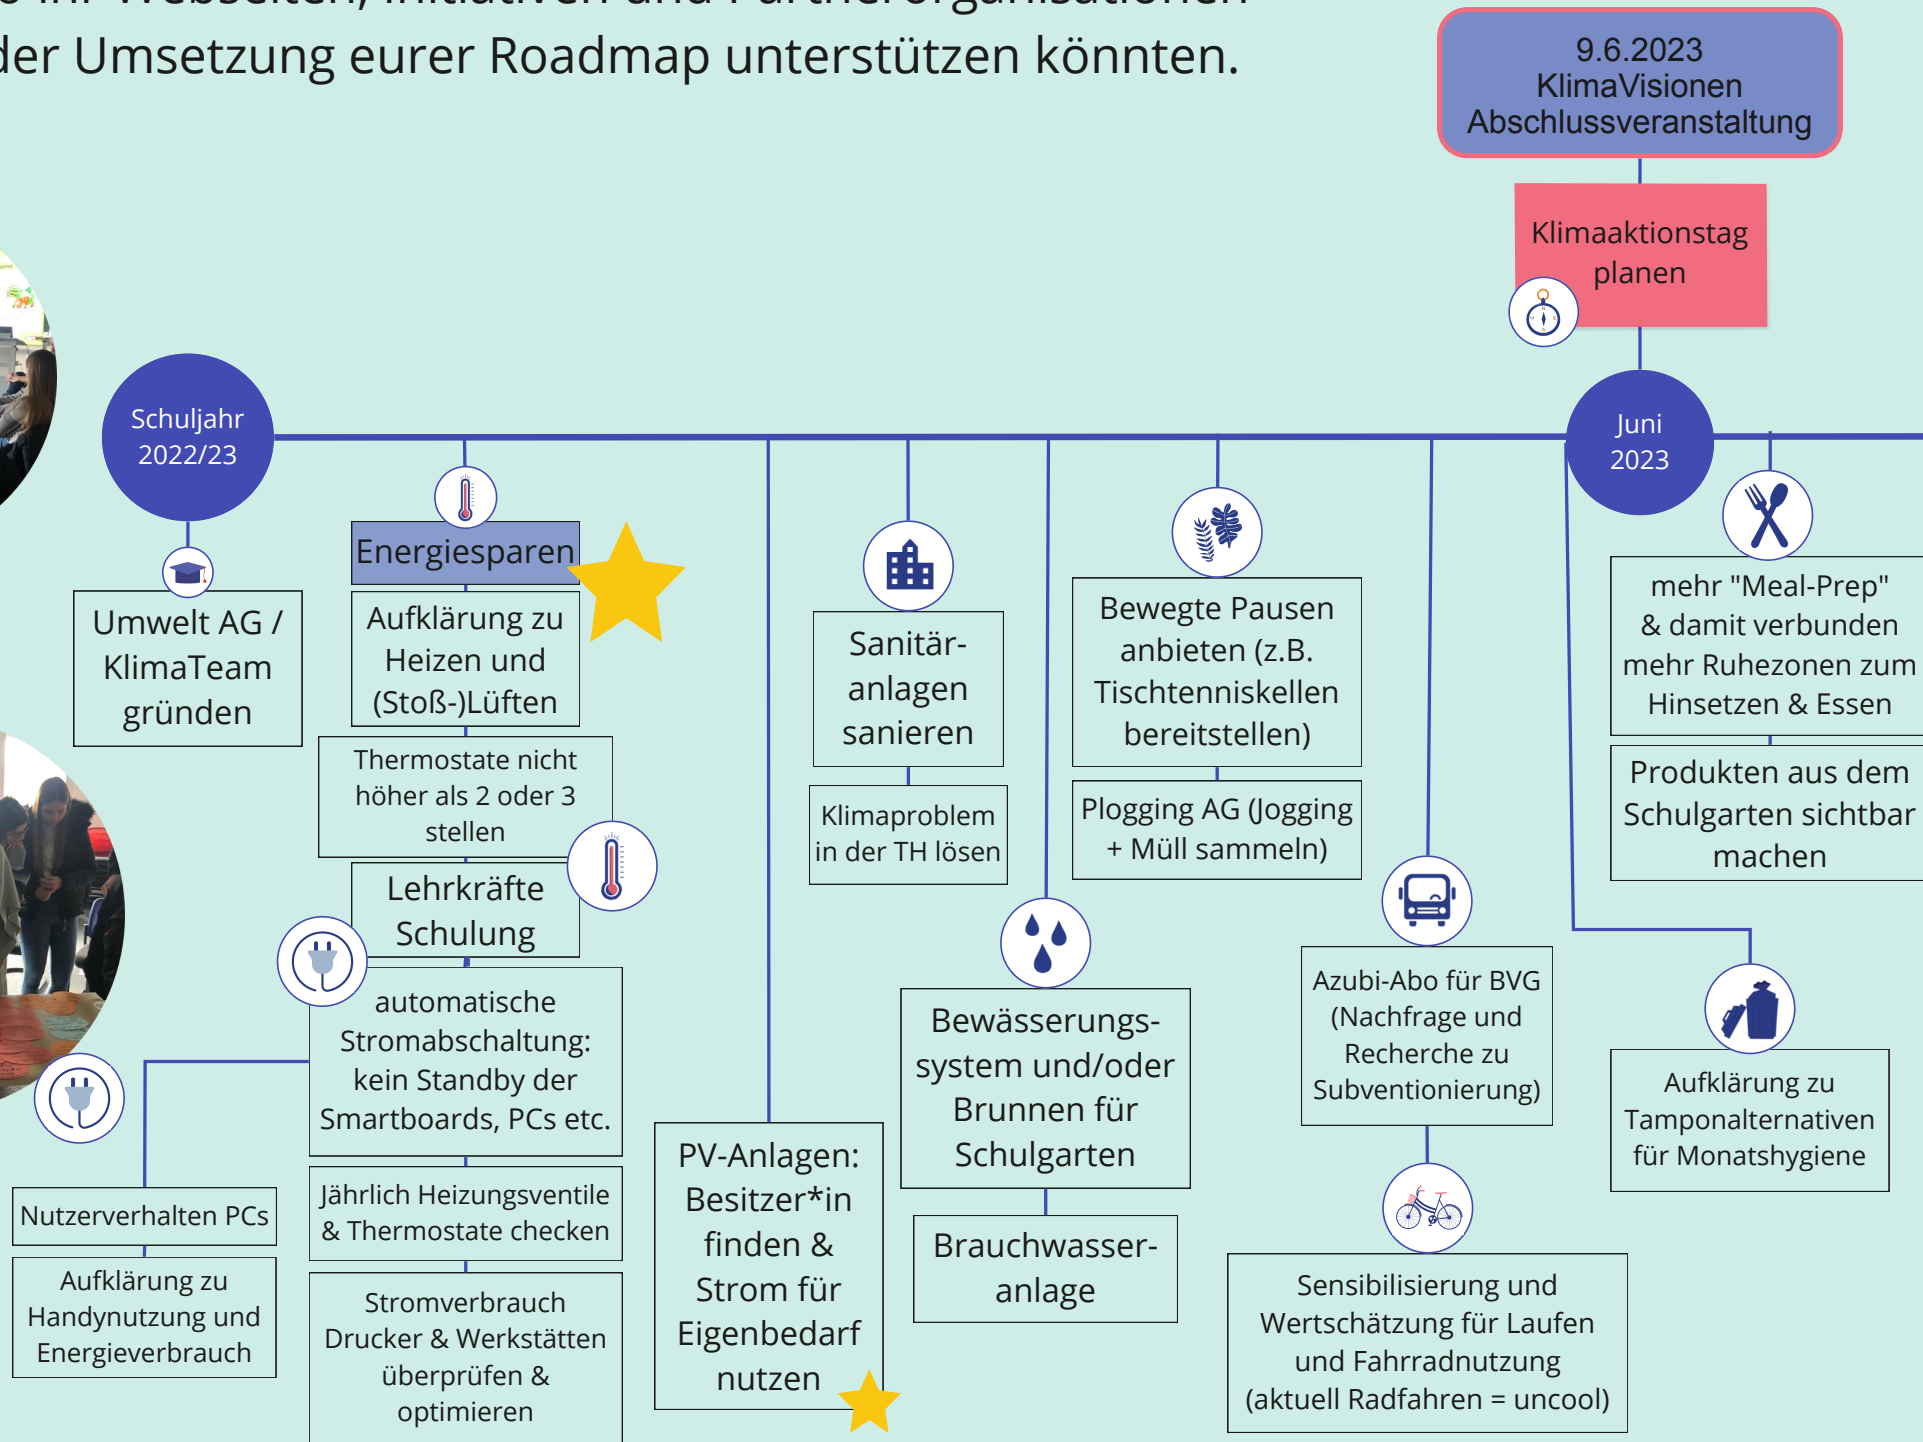 ihr Webseiten, Initiativen und Partnerorganisationen
der Umsetzung eurer Roadmap unterstützen könnten.
9.6.2023
KlimaVisionen
Abschlussveranstaltung
Klimaaktionstag
planen
Schuljahr
2022/23
Juni
2023
Umwelt AG /
KlimaTeam
gründen
Energiesparen
Aufklärung zu
Heizen und
(Stoß-)Lüften
Thermostate nicht
höher als 2 oder 3
stellen
Lehrkräfte
Schulung
automatische
Stromabschaltung:
kein Standby der
Smartboards, PCs etc.
Nutzerverhalten PCs
Aufklärung zu
Handynutzung und
Energieverbrauch
Jährlich Heizungsventile
& Thermostate checken
Stromverbrauch
Drucker & Werkstätten
überprüfen &
optimieren
PV-Anlagen:
Besitzer*in
finden &
Strom für
Eigenbedarf
nutzen
Sanitär-
anlagen
sanieren
Klimaproblem
in der TH lösen
Bewässerungs-
system und/oder
Brunnen für
Schulgarten
Brauchwasser-
anlage
Bewegte Pausen
anbieten (z.B.
Tischtenniskellen
bereitstellen)
Plogging AG (Jogging
+ Müll sammeln)
Azubi-Abo für BVG
(Nachfrage und
Recherche zu
Subventionierung)
Sensibilisierung und
Wertschätzung für Laufen
und Fahrradnutzung
(aktuell Radfahren = uncool)
mehr "Meal-Prep"
& damit verbunden
mehr Ruhezonen zum
Hinsetzen & Essen
Produkten aus dem
Schulgarten sichtbar
machen
Aufklärung zu
Tamponalternativen
für Monatshygiene